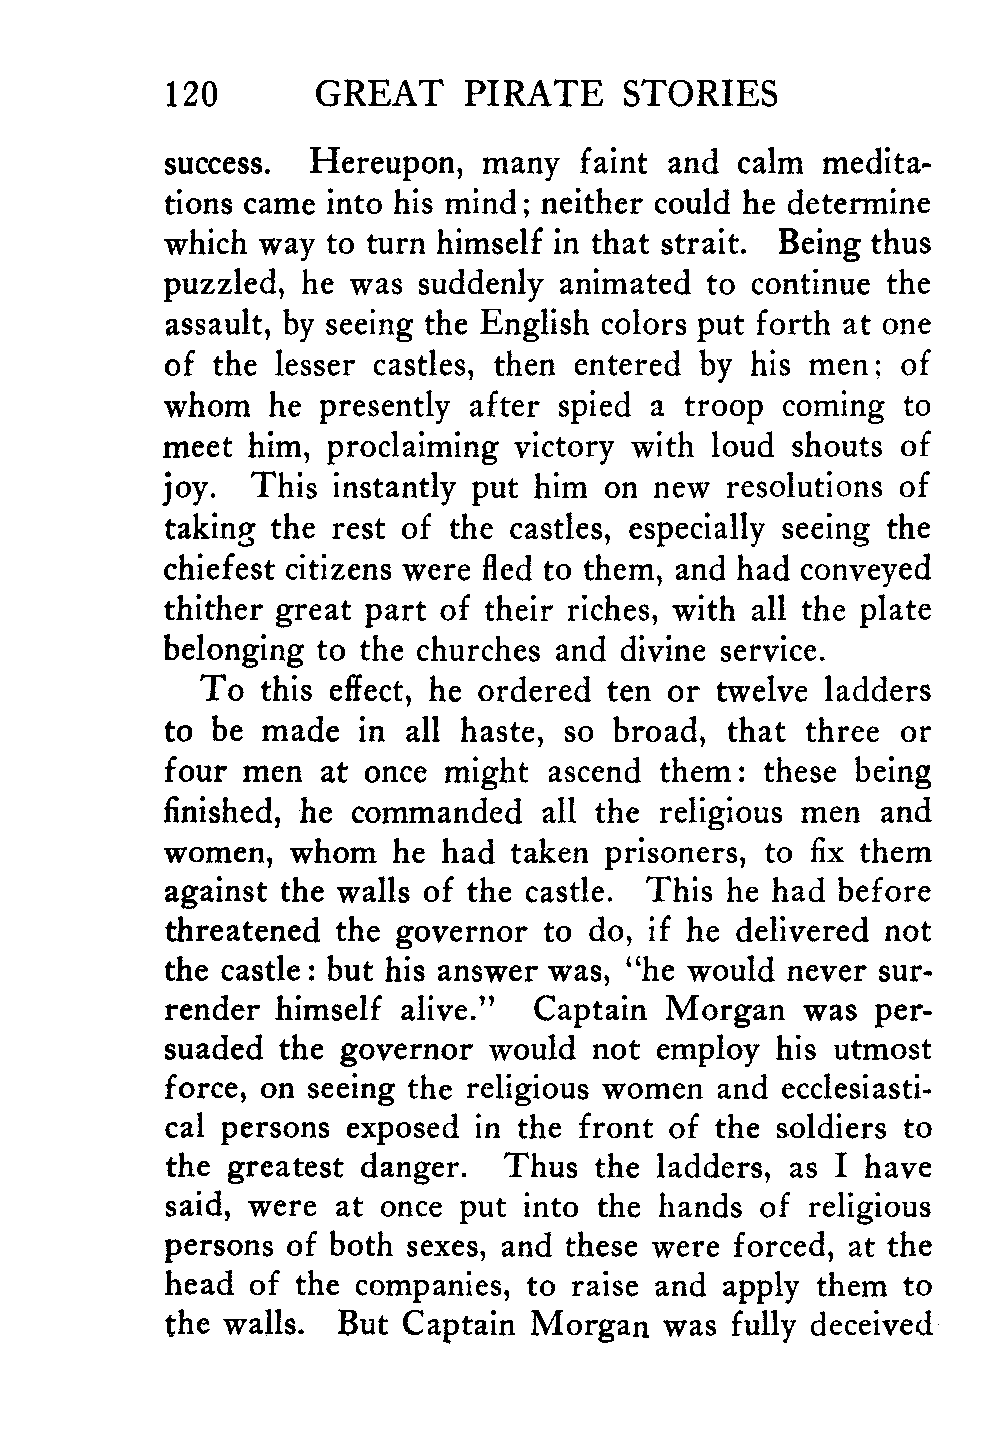 120 GREAT PIRATE STORIES
success. Hereupon, many faint and calm medita-
tions came into his mind; neither could he determine
which way to turn himself in that strait. Being thus
puzzled, he was suddenly animated to continue the
assault, by seeing the English colors put forth at one
of the lesser castles, then entered by his men; of
whom he presently after spied a troop coming to
meet him, proclaiming victory with loud shouts of
joy. This instantly put him on new resolutions of
taking the rest of the castles, especially seeing the
chiefest citizens were fled to them, and had conveyed
thither great part of their riches, with all the plate
belonging to the churches and divine service.
To this effect, he ordered ten or twelve ladders
to be made in all haste, so broad, that three or
four men at once might ascend them: these being
finished, he commanded all the religious men and
women, whom he had taken prisoners, to fix them
against the walls of the castle. This he had before
threatened the governor to do, if he delivered not
the castle: but his answer was, "he would never sur-
render himself alive." Captain Morgan was per-
suaded the governor would not employ his utmost
force, on seeing the religious women and ecclesiasti-
cal persons exposed in the front of the soldiers to
the greatest danger. Thus the ladders, as I have
said, were at once put into the hands of religious
persons of both sexes, and these were forced, at the
head of the companies, to raise and apply them to
the walls. But Captain Morgan was fully deceived